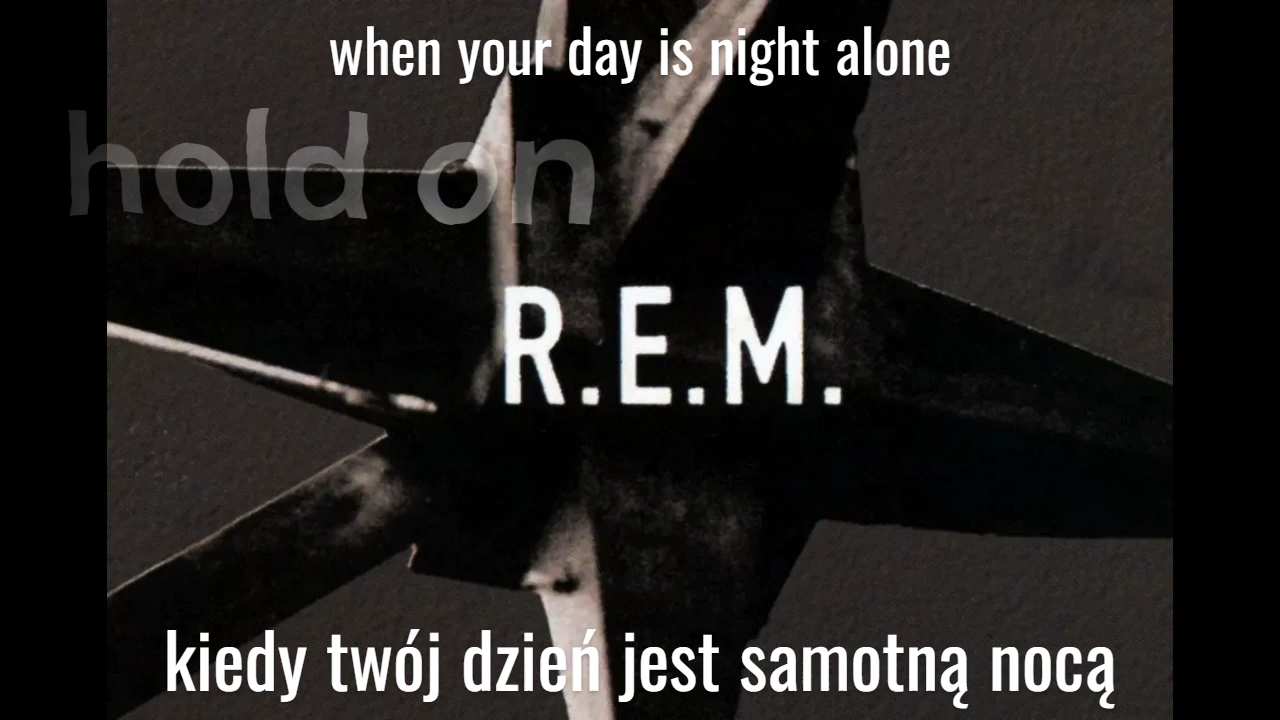 when your day is night alone
hold on
R.E.M.
kiedy twój dzień jest samotną nocą